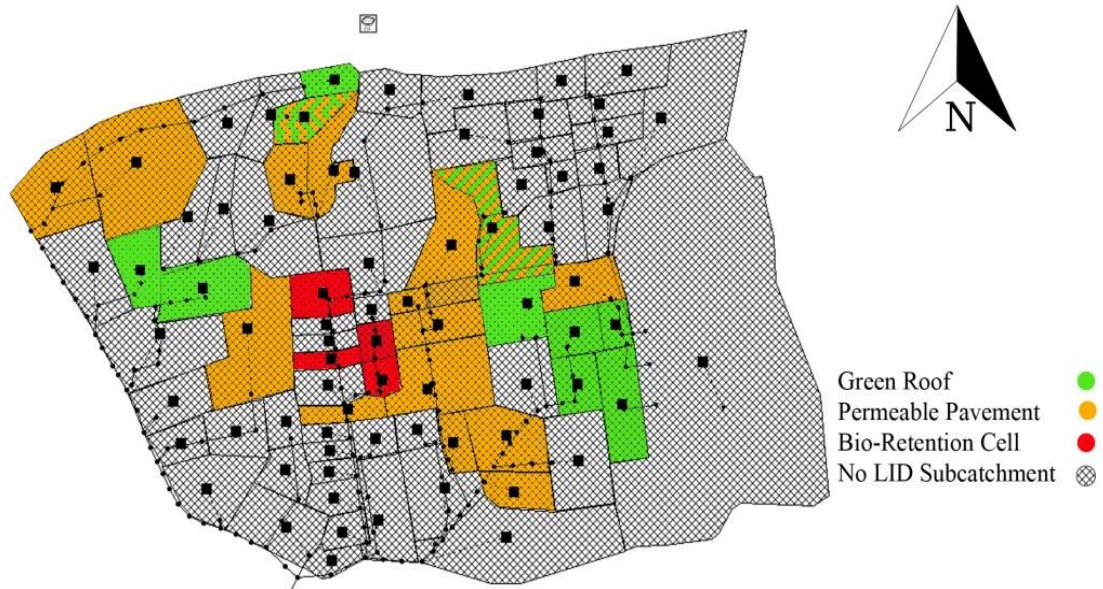 N
Green Roof
Permeable Pavement
Bio-Retention Cell
No LID Subcatchment